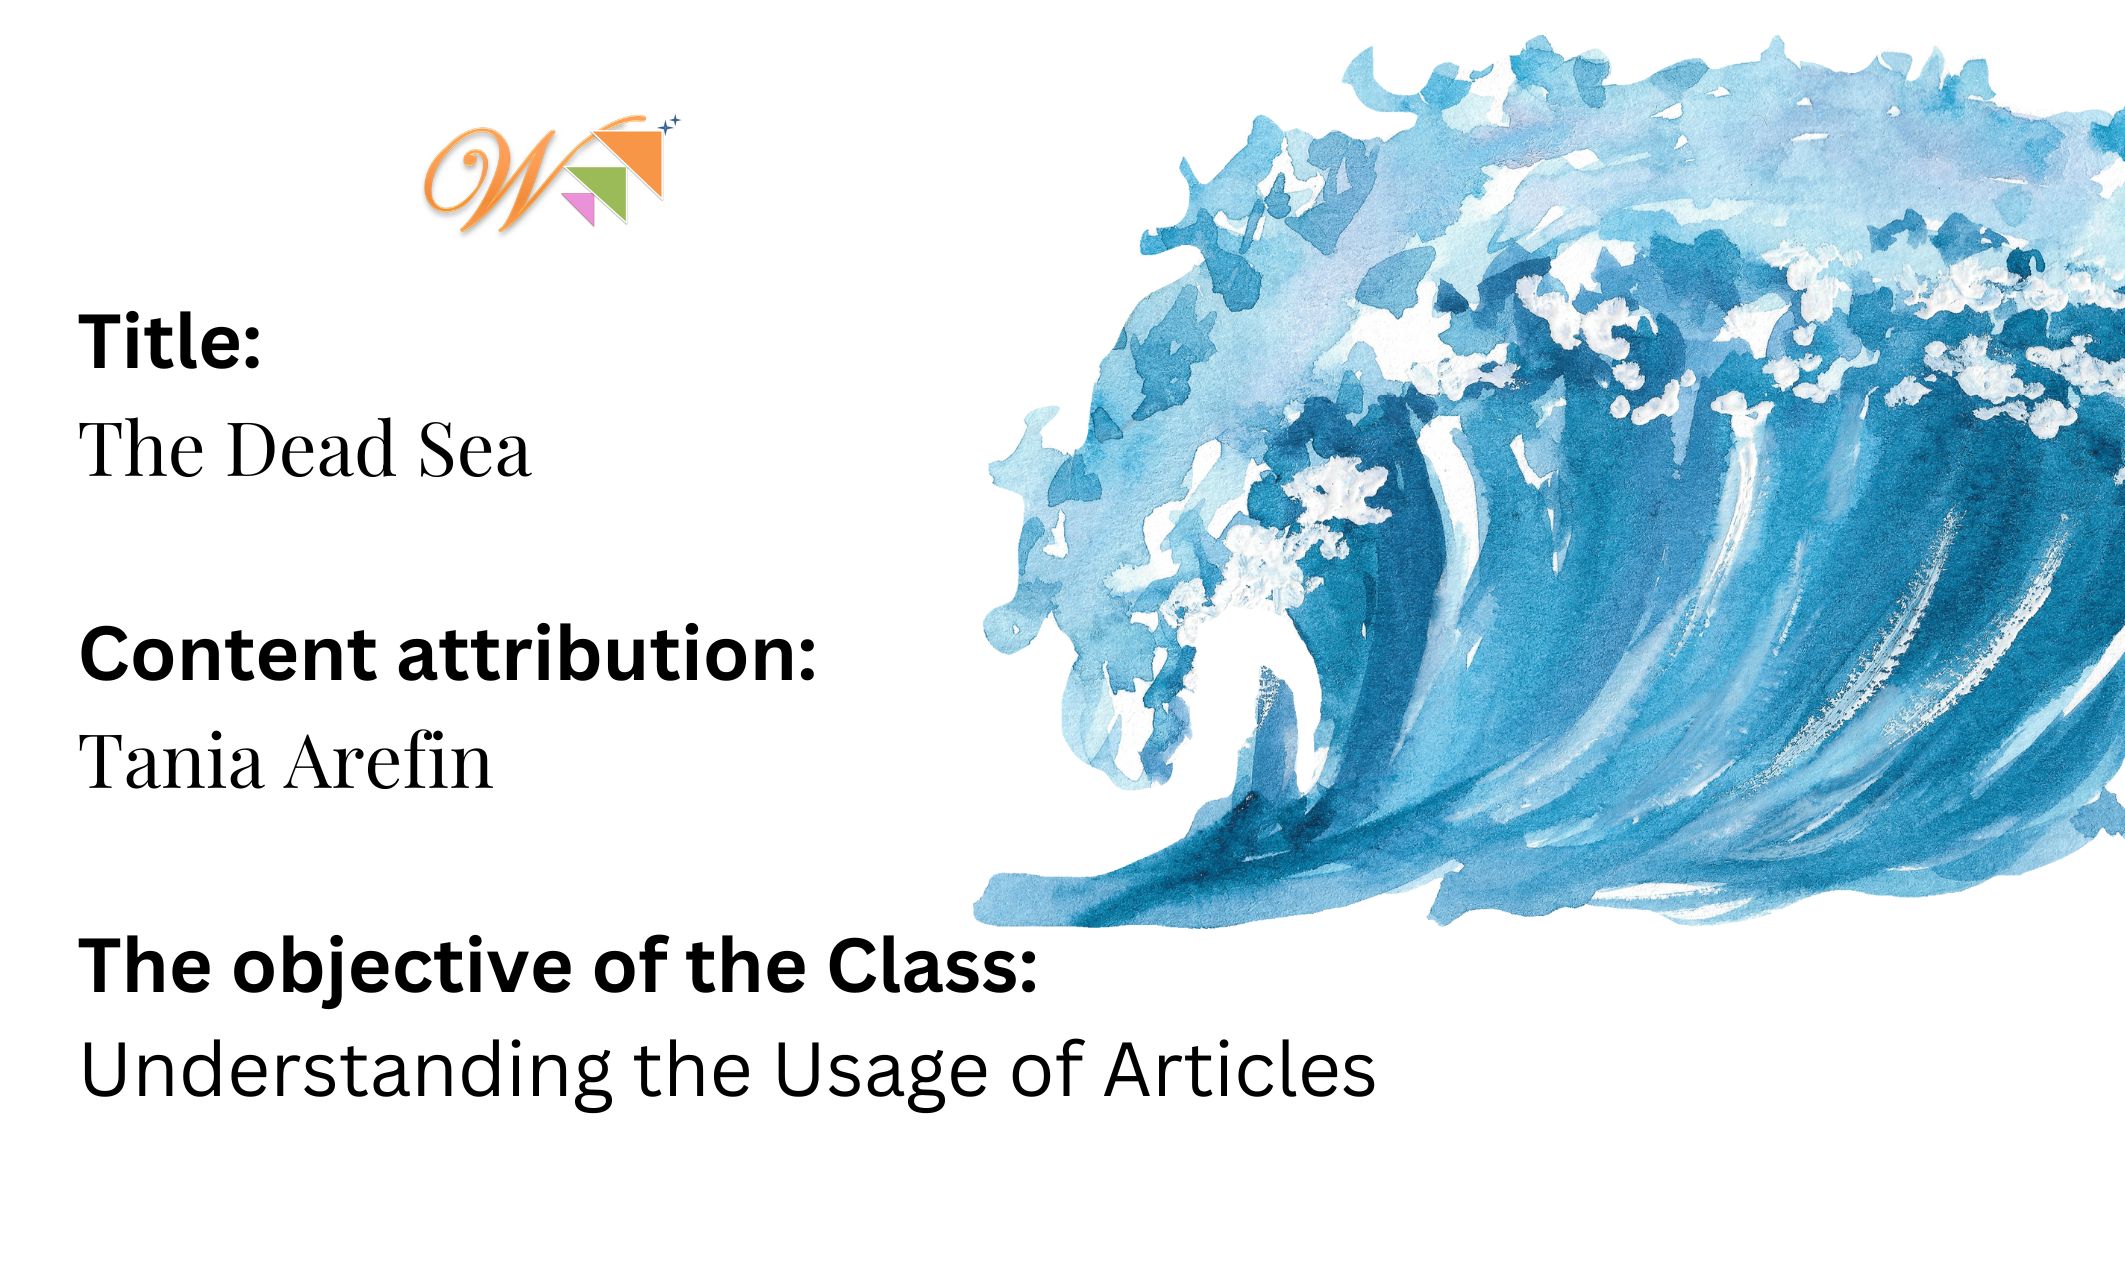 W
Title:
The Dead Sea
Content attribution:
Tania Arefin
The objective of the Class:
Understanding the Usage of Articles